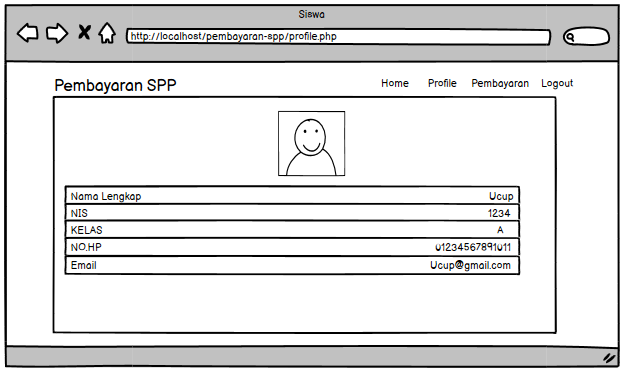 Siswa
http://localhost/pembayaran-spp/profile.php
Pembayaran SPP Home Profile Pembayaran Logout
Nama Lengkap Ucup
NIS 1234
KELAS A
NO.HP 01234567891011
Email Ucup@gmail.com